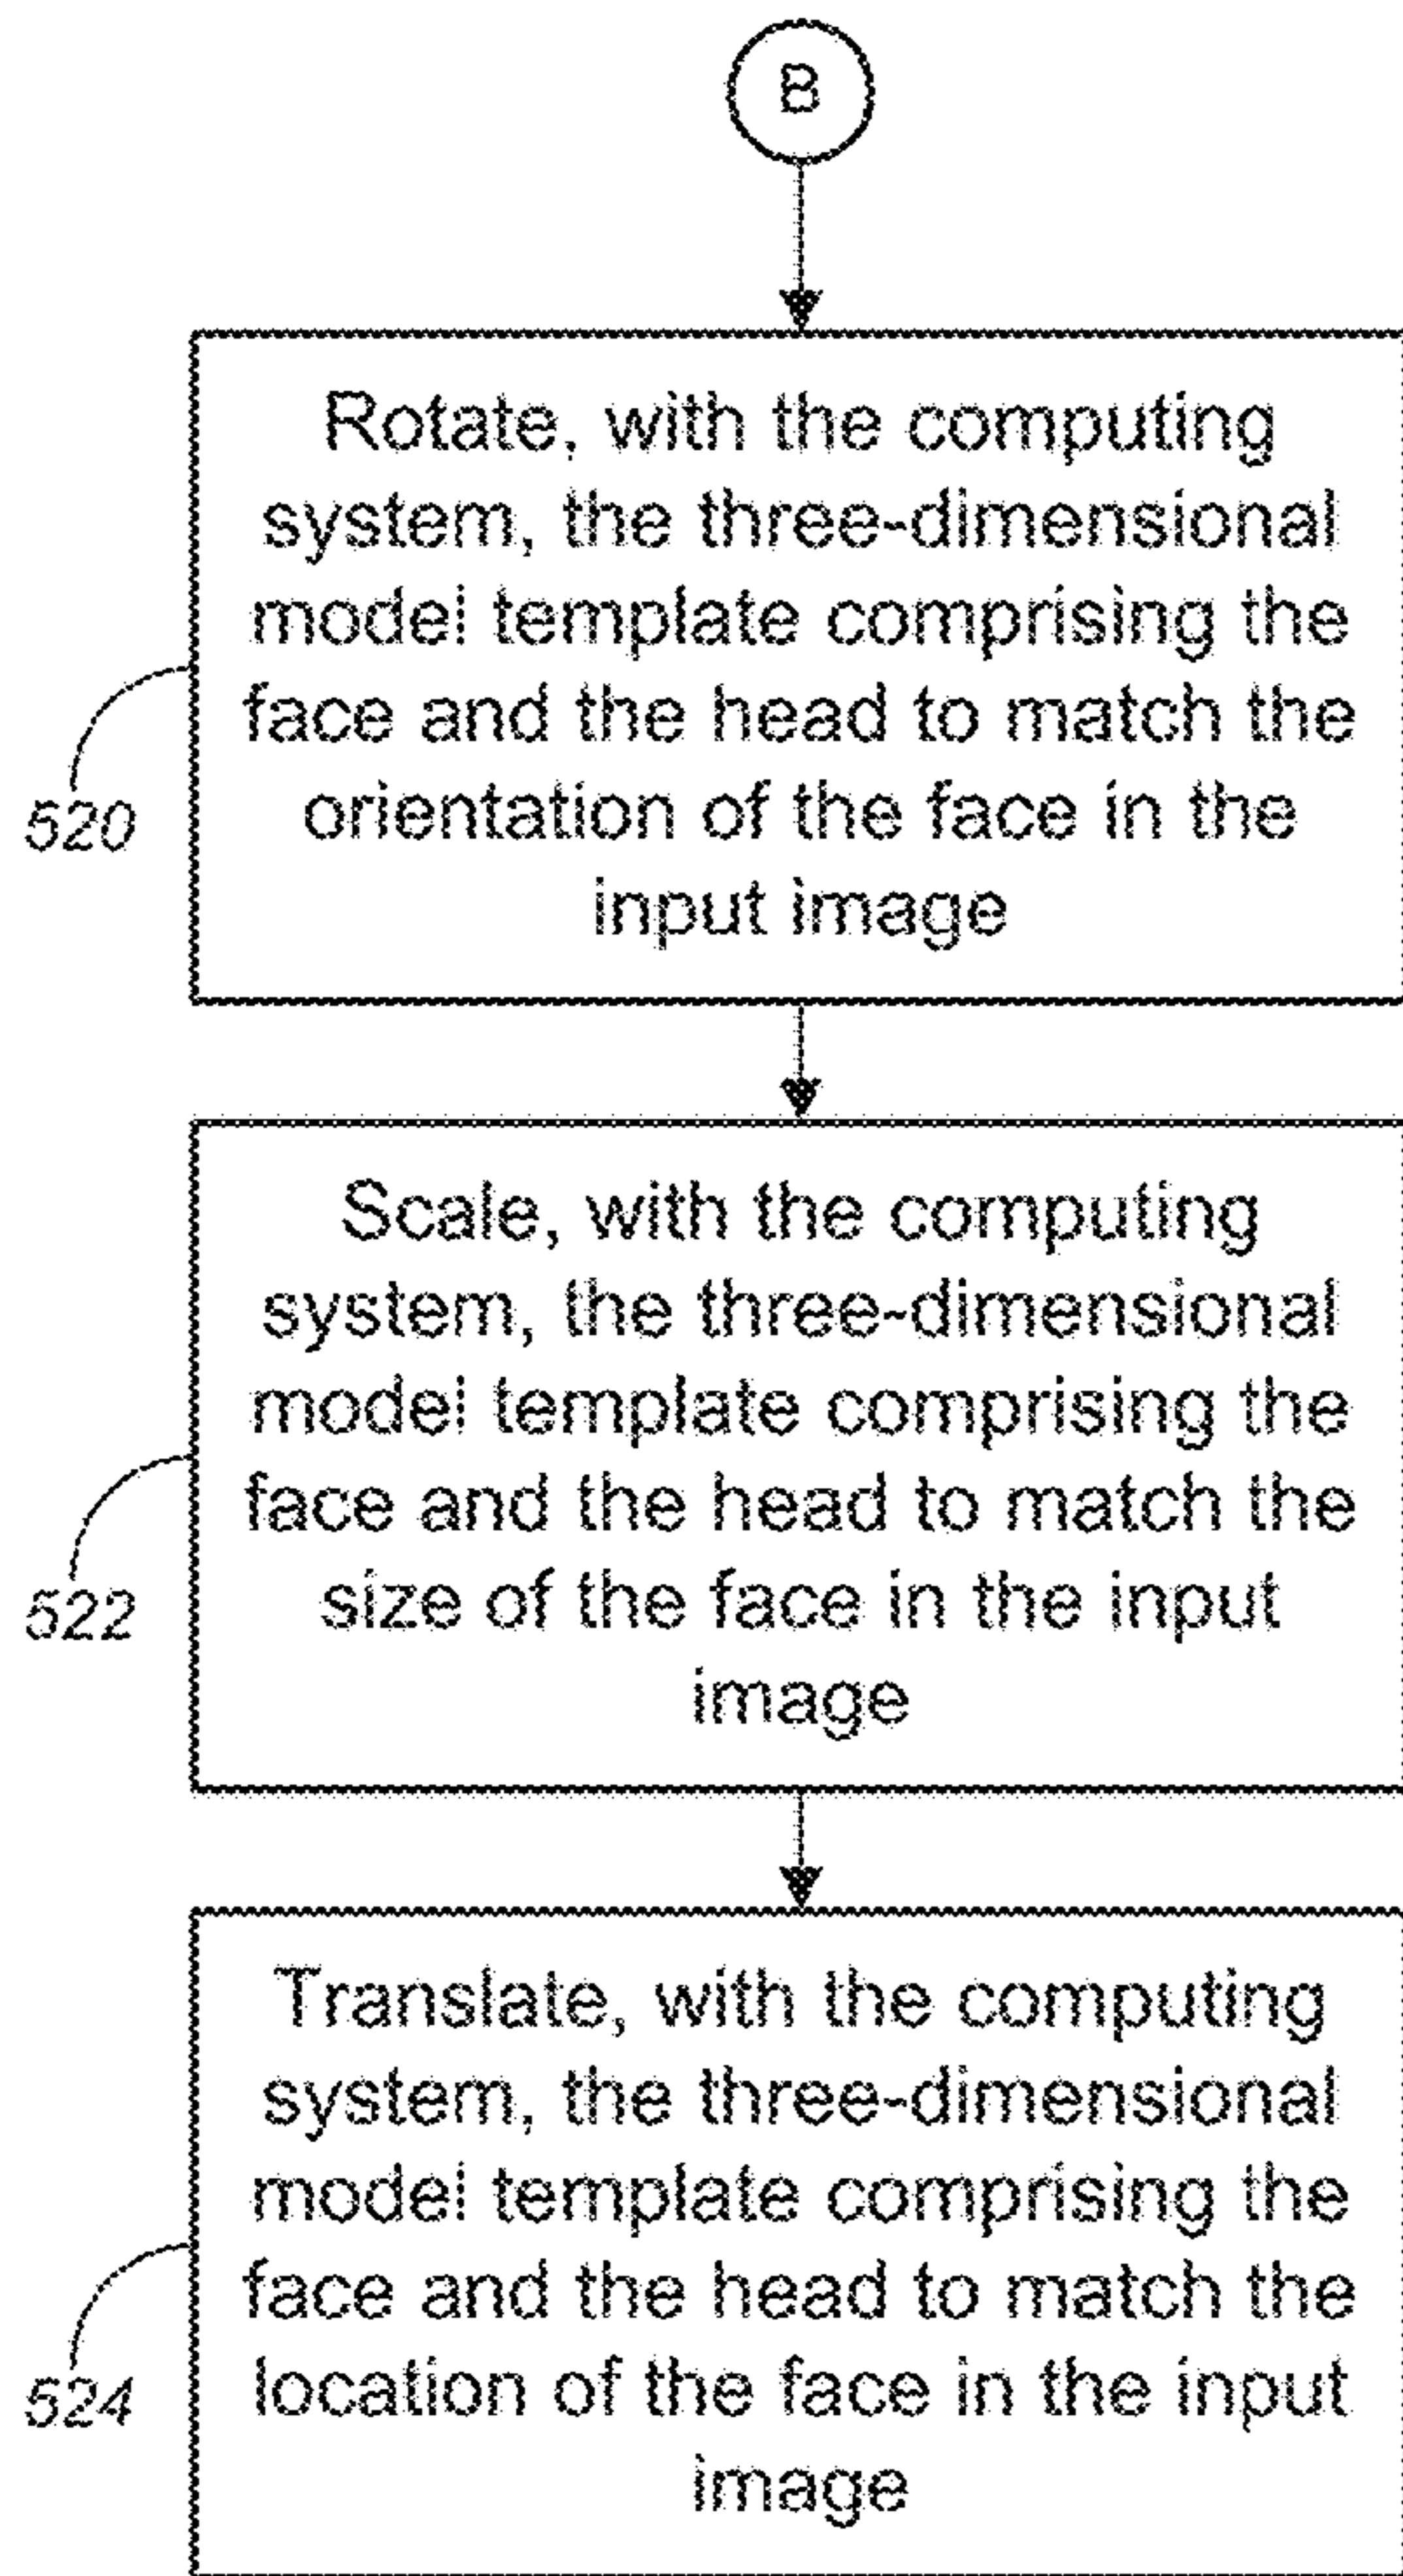 B
Rotate, with the computing
system, the three-dimensional
model template comprising the
face and the head to match the
orientation of the face in the
input image
520
Scale, with the computing
system, the three-dimensional
model template comprising the
face and the head to match the
size of the face in the input
image
522
Translate, with the computing
system, the three-dimensional
model template comprising the
face and the head to match the
location of the face in the input
image
524